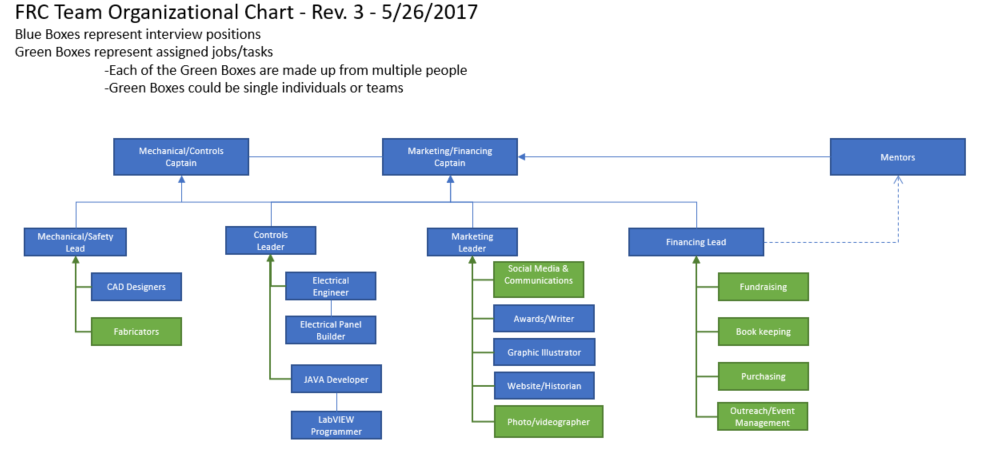 FRC Team Organizational Chart - Rev. 3 - 5/26/2017
Blue Boxes represent interview positions
Green Boxes represent assigned jobs/tasks
-Each of the Green Boxes are made up from multiple people
-Green Boxes could be single individuals or teams
Mechanical/Controls
Captain
Marketing/Financing
Captain
Mentors
Mechanical/Safety
Lead
Controls
Leader
Marketing
Leader
Financing Lead
CAD Designers
Fabricators
Electrical
Engineer
Electrical Panel
Builder
JAVA Developer
LabVIEW
Programmer
Social Media &
Communications
Awards/Writer
Graphic Illustrator
Website/Historian
Photo/videographer
Fundraising
Book keeping
Purchasing
Outreach/Event
Management